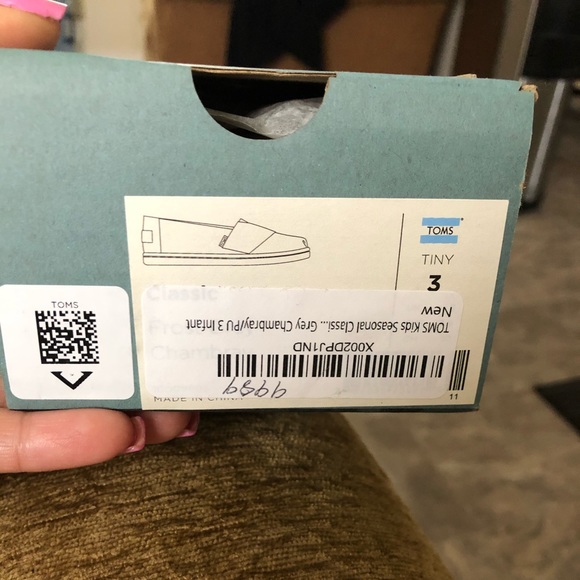 TOMS
TINY
3
Classic
TOMS
New
TOMS Kids Seasonal Classi... Grey Chambray/PU 3 Infant
X002DPJ1ND
Chambr
MADE IN CHINA
11